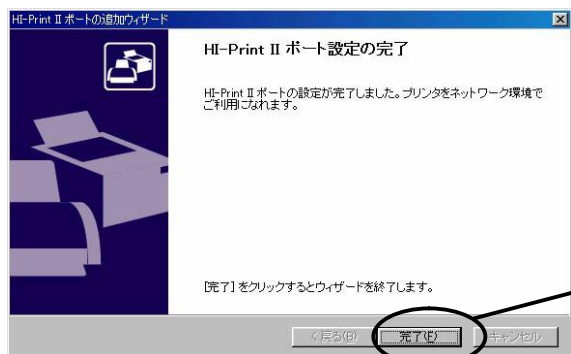 HI-Print II ポートの追加ウィザード
HI-Print II ポート設定の完了
HI-Print II ポートの設定が完了しました。プリンタをネットワーク環境で
ご利用になれます。
[完了] をクリックするとウィザードを終了します。
< 戻る(B)
完了(F)
キャンセル